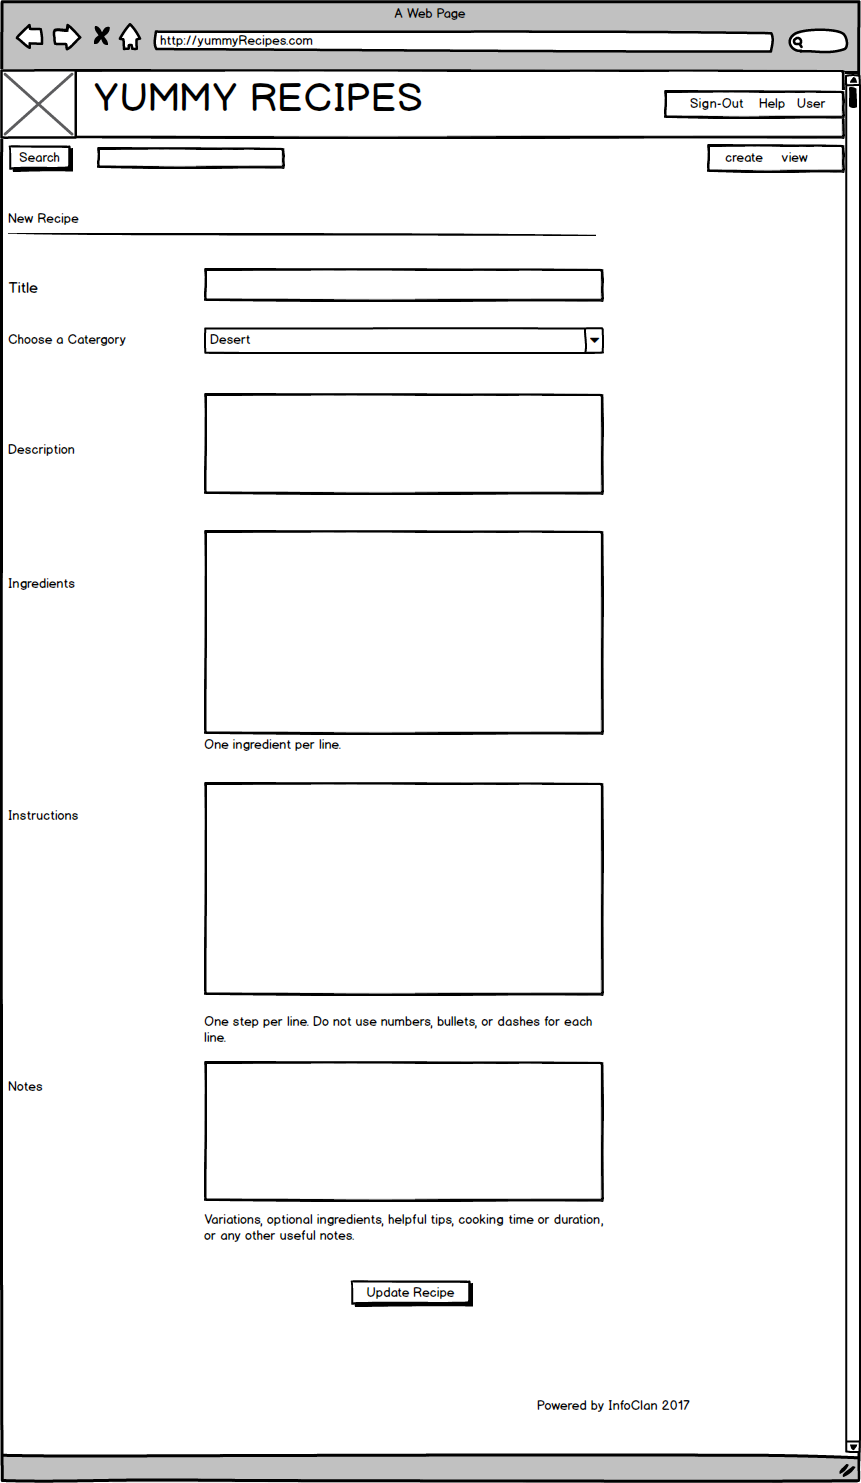 A Web Page
http://yummyRecipes.com
YUMMY RECIPES
Sign-Out Help User
Search
create view
New Recipe
Title
Choose a Catergory
Desert
Description
Ingredients
One ingredient per line.
Instructions
One step per line. Do not use numbers, bullets, or dashes for each
line.
Notes
Variations, optional ingredients, helpful tips, cooking time or duration,
or any other useful notes.
Update Recipe
Powered by InfoClan 2017